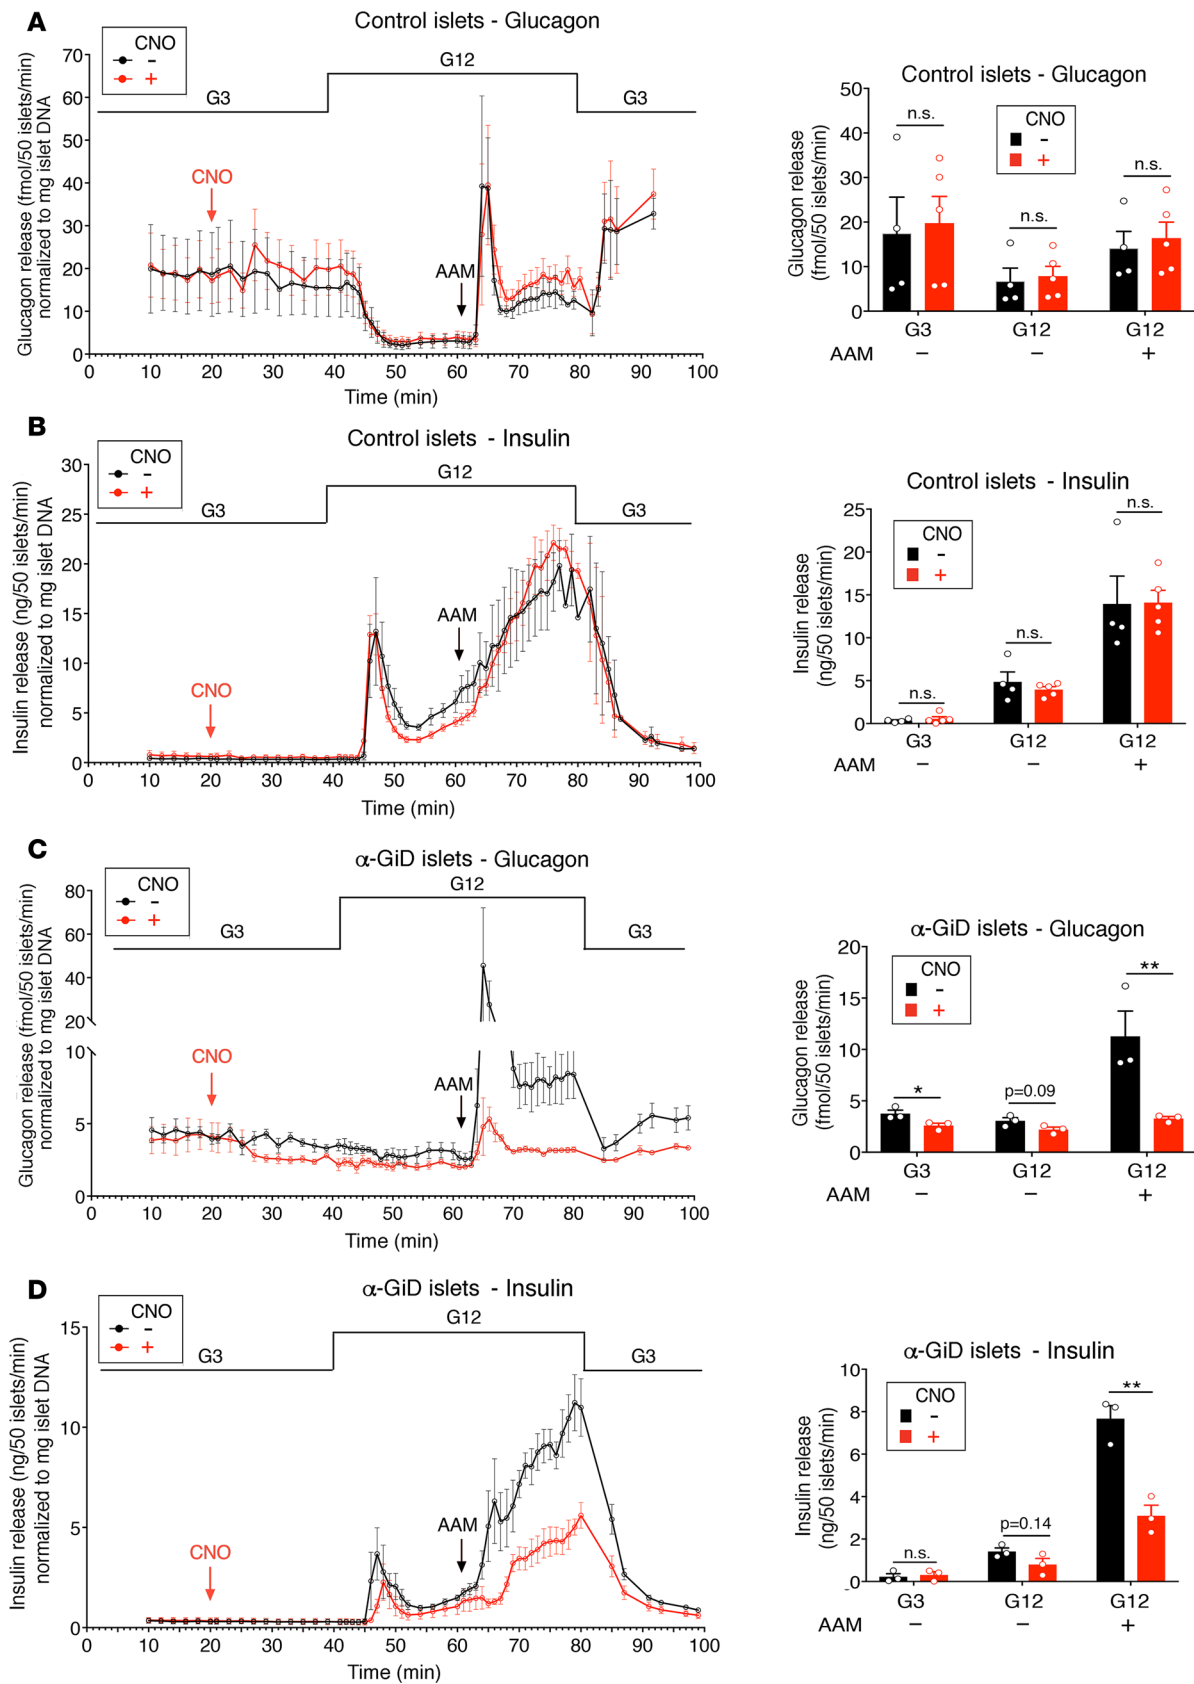 A
Control islets - Glucagon
CNO
-
+
G3
G12
G3
CNO
AAM
Glucagon release (fmol/50 islets/min)
normalized to mg islet DNA
70
60
50
40
30
20
10
0
0 10 20 30 40 50 60 70 80 90 100
Time (min)
Control islets - Glucagon
CNO
-
+
n.s.
n.s.
n.s.
Glucagon release
(fmol/50 islets/min)
50
40
30
20
10
0
G3 G12 G12
AAM − − +
B
Control islets - Insulin
CNO
-
+
G3
G12
G3
CNO
AAM
Insulin release (ng/50 islets/min)
normalized to mg islet DNA
30
25
20
15
10
5
0
0 10 20 30 40 50 60 70 80 90 100
Time (min)
Control islets - Insulin
CNO
-
+
n.s.
n.s.
n.s.
Insulin release
(ng/50 islets/min)
25
20
15
10
5
0
G3 G12 G12
AAM − − +
C
α-GiD islets - Glucagon
CNO
-
+
G3
G12
G3
CNO
AAM
Glucagon release (fmol/50 islets/min)
normalized to mg islet DNA
80
60
40
20
10
5
0
0 10 20 30 40 50 60 70 80 90 100
Time (min)
α-GiD islets - Glucagon
CNO
-
+
*
p=0.09
**
Glucagon release
(fmol/50 islets/min)
20
15
10
5
0
G3 G12 G12
AAM − − +
D
α-GiD islets - Insulin
CNO
-
+
G3
G12
G3
CNO
AAM
Insulin release (ng/50 islets/min)
normalized to mg islet DNA
15
10
5
0
0 10 20 30 40 50 60 70 80 90 100
Time (min)
α-GiD islets - Insulin
CNO
-
+
n.s.
p=0.14
**
Insulin release
(ng/50 islets/min)
10
8
6
4
2
0
G3 G12 G12
AAM − − +